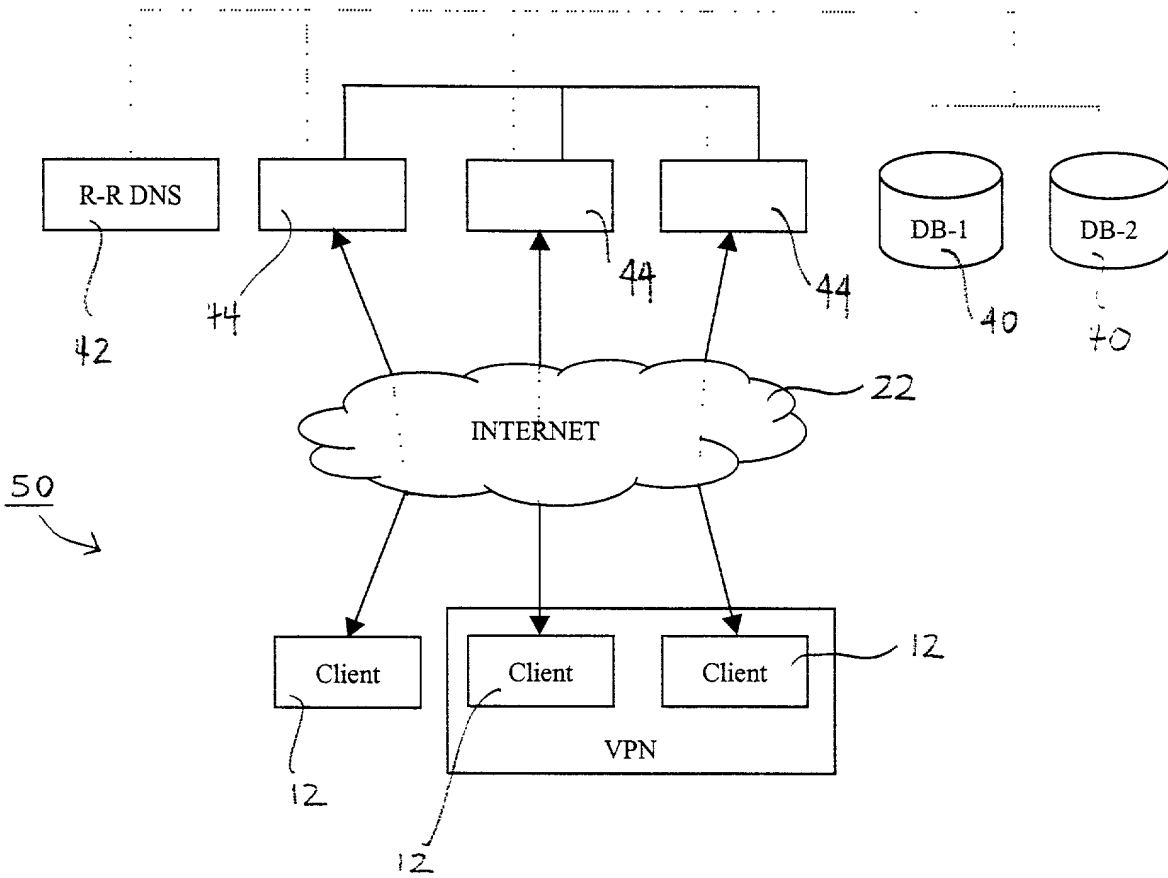 R-R DNS
DB-1
DB-2
42
44
44
44
40
40
22
INTERNET
50
Client
Client
Client
12
VPN
12
12